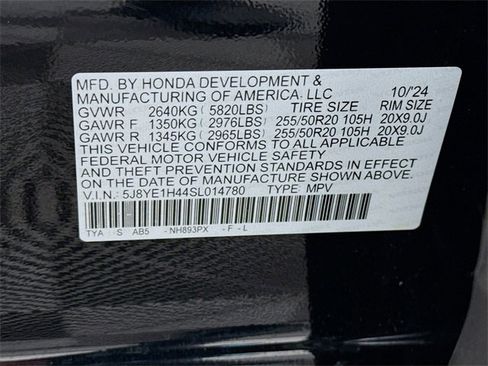 MFD. BY HONDA DEVELOPMENT &
MANUFACTURING OF AMERICA, LLC 10/24
GVWR 2640KG ( 5820LBS) TIRE SIZE RIM SIZE
GAWR F 1350KG ( 2976LBS) 255/50R20 105H 20X9.0J
GAWR R 1345KG ( 2965LBS) 255/50R20 105H 20X9.0J
THIS VEHICLE CONFORMS TO ALL APPLICABLE
FEDERAL MOTOR VEHICLE SAFETY AND
THEFT PREVENTION STANDARDS IN EFFECT ON
THE DATE OF MANUFACTURE SHOWN ABOVE.
V.I.N.: 5J8YE1H44SL014780 TYPE: MPV
TYA S AB5 - NH893PX - F - L